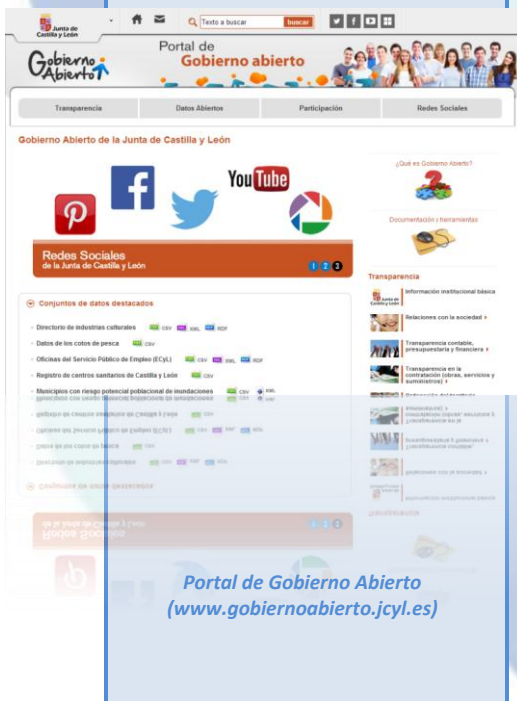 Junta de
Castilla y León
Texto a buscar
buscar
Gobierno
Abierto
Portal de
Gobierno abierto
Transparencia
Datos Abiertos
Participación
Redes Sociales
Gobierno Abierto de la Junta de Castilla y León
You Tube
Redes Sociales
de la Junta de Castilla y León
1 2 3
¿Qué es Gobierno Abierto?
Documentación y herramientas
Transparencia
Junta de
Castilla y León
Información institucional básica
Relaciones con la sociedad
Transparencia contable,
presupuestaria y financiera
Transparencia en la
contratación (obras, servicios y
suministros)
Conjuntos de datos destacados
Directorio de industrias culturales CSV XML RDF
Datos de los cotos de pesca CSV
Oficinas del Servicio Público de Empleo (ECyL) CSV XML RDF
Registro de centros sanitarios de Castilla y León CSV
Municipios con riesgo potencial poblacional de inundaciones CSV XML
Portal de Gobierno Abierto
(www.gobiernoabierto.jcyl.es)